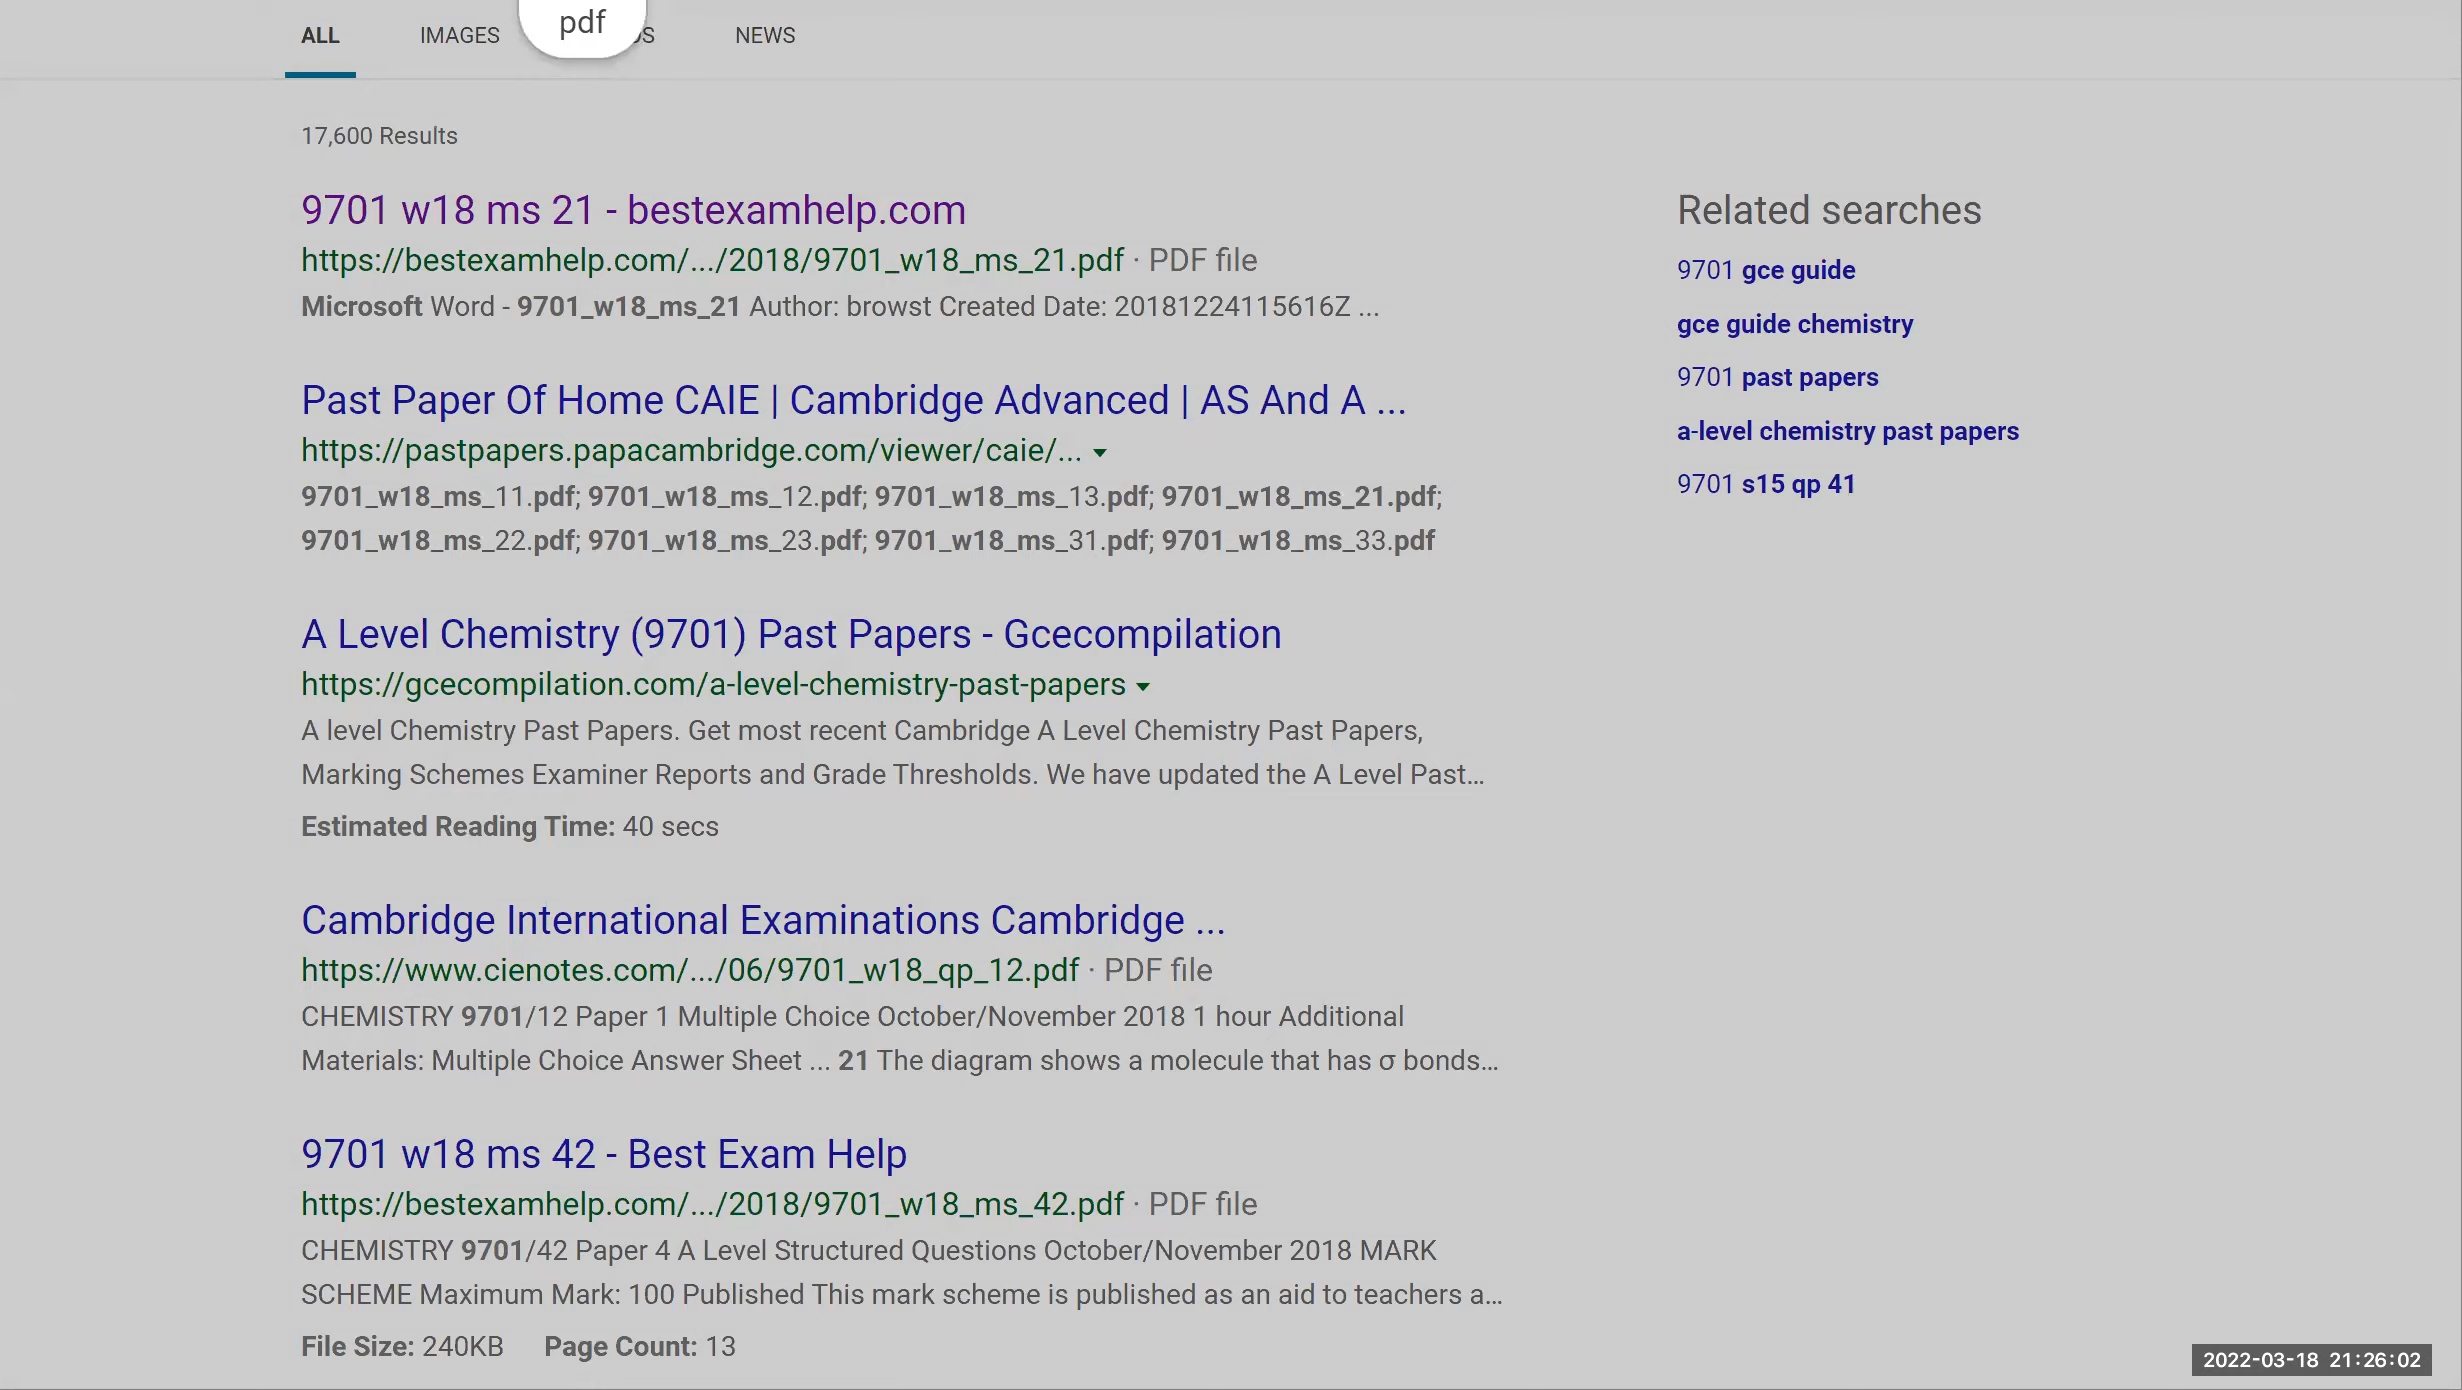 pdf
ALL IMAGES NEWS
17,600 Results
9701 w18 ms 21 - bestexamhelp.com
https://bestexamhelp.com/.../2018/9701_w18_ms_21.pdf · PDF file
Microsoft Word - 9701_w18_ms_21 Author: browst Created Date: 20181224115616Z ...
Past Paper Of Home CAIE | Cambridge Advanced | AS And A ...
https://pastpapers.papacambridge.com/viewer/caie/...
9701_w18_ms_11.pdf; 9701_w18_ms_12.pdf; 9701_w18_ms_13.pdf; 9701_w18_ms_21.pdf;
9701_w18_ms_22.pdf; 9701_w18_ms_23.pdf; 9701_w18_ms_31.pdf; 9701_w18_ms_33.pdf
A Level Chemistry (9701) Past Papers - Gcecompilation
https://gcecompilation.com/a-level-chemistry-past-papers
A level Chemistry Past Papers. Get most recent Cambridge A Level Chemistry Past Papers,
Marking Schemes Examiner Reports and Grade Thresholds. We have updated the A Level Past...
Estimated Reading Time: 40 secs
Cambridge International Examinations Cambridge ...
https://www.cienotes.com/.../06/9701_w18_qp_12.pdf · PDF file
CHEMISTRY 9701/12 Paper 1 Multiple Choice October/November 2018 1 hour Additional
Materials: Multiple Choice Answer Sheet ... 21 The diagram shows a molecule that has σ bonds...
9701 w18 ms 42 - Best Exam Help
https://bestexamhelp.com/.../2018/9701_w18_ms_42.pdf · PDF file
CHEMISTRY 9701/42 Paper 4 A Level Structured Questions October/November 2018 MARK
SCHEME Maximum Mark: 100 Published This mark scheme is published as an aid to teachers a...
File Size: 240KB Page Count: 13
Related searches
9701 gce guide
gce guide chemistry
9701 past papers
a-level chemistry past papers
9701 s15 qp 41
2022-03-18 21:26:02